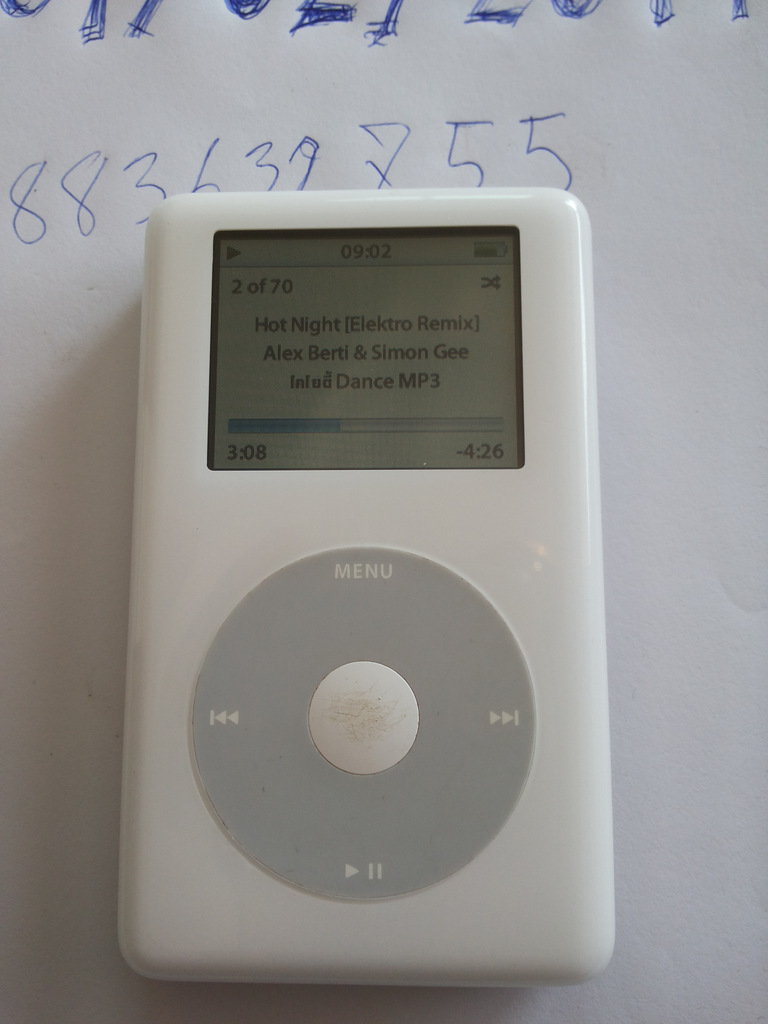 883639755
09:02
2 of 70
Hot Night [Elektro Remix]
Alex Berti & Simon Gee
Dance MP3
3:08 -4:26
MENU